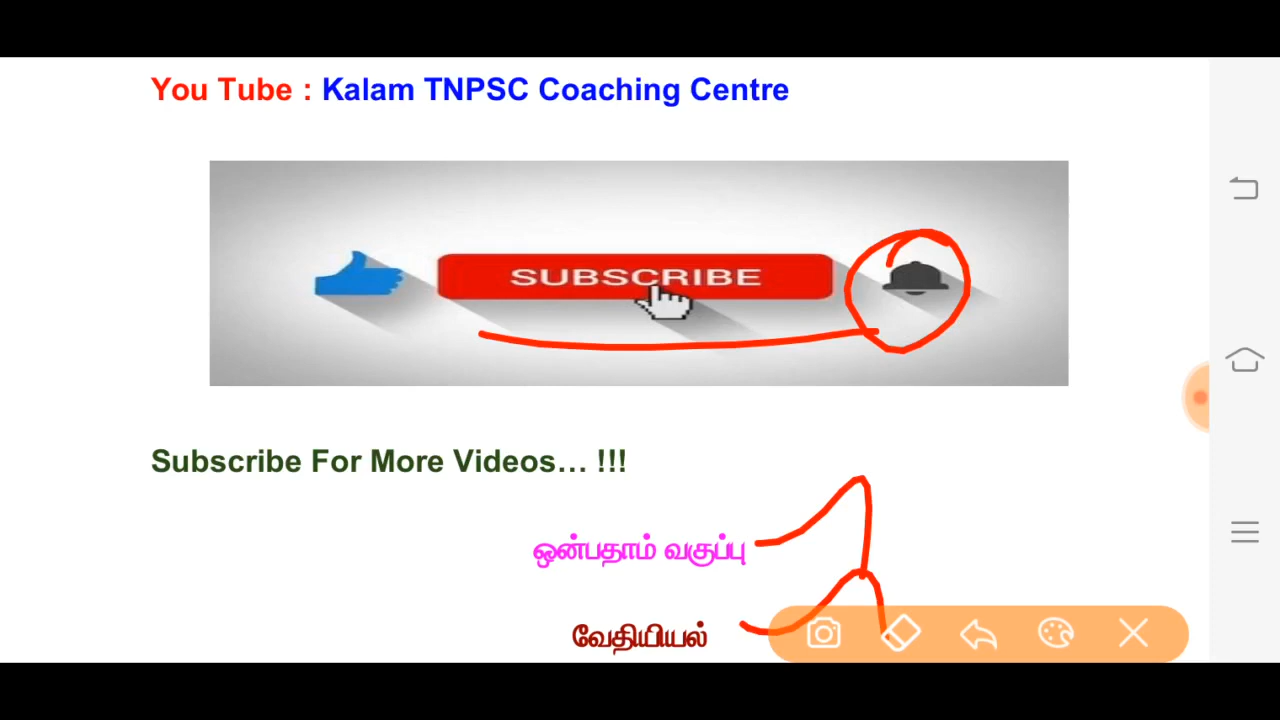 You Tube : Kalam TNPSC Coaching Centre
SUBSCRIBE
Subscribe For More Videos... !!!
ஒன்பதாம் வகுப்பு
வேதியியல்